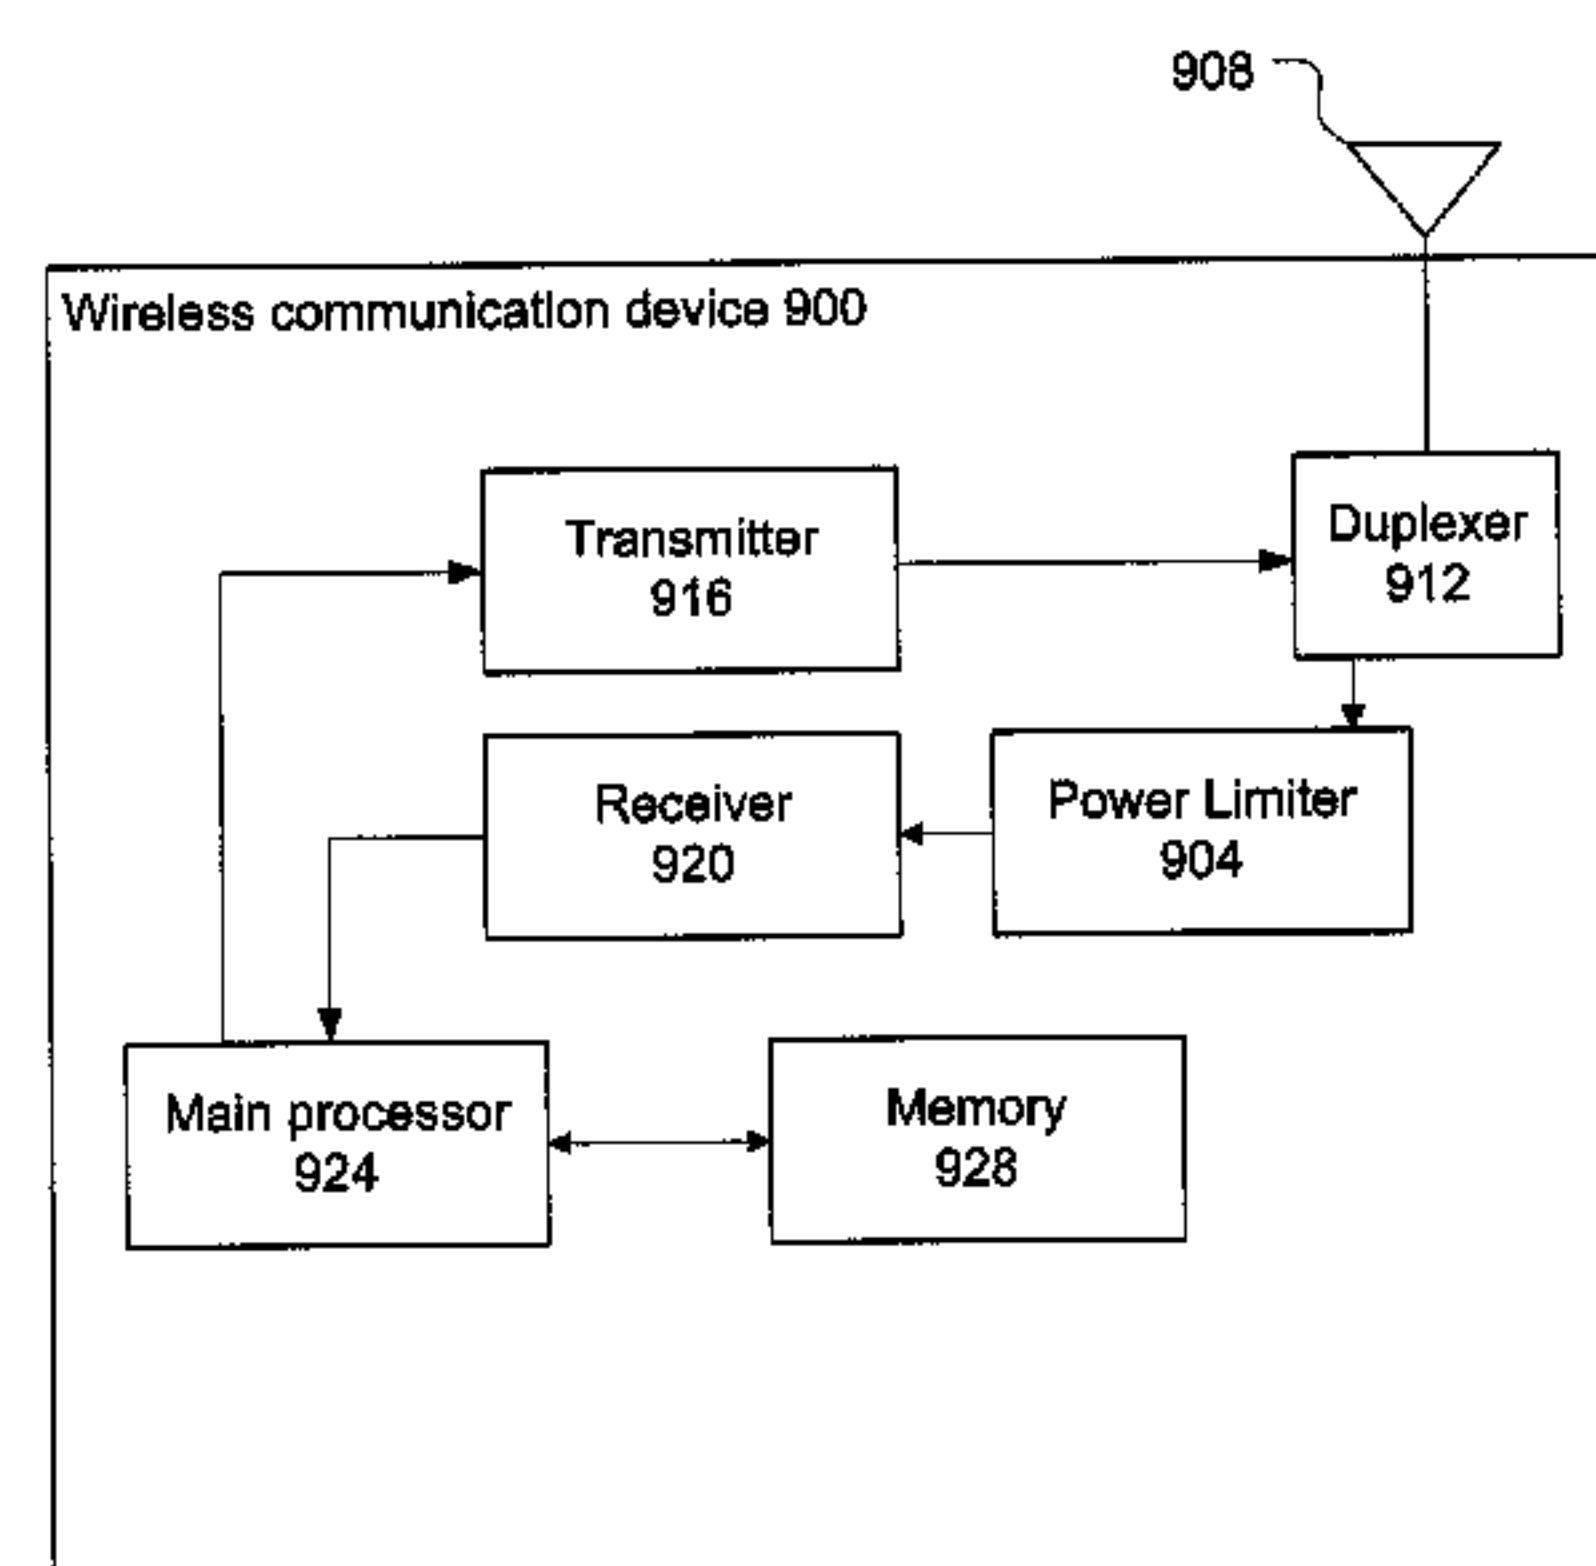 908
Wireless communication device 900
Transmitter
916
Duplexer
912
Receiver
920
Power Limiter
904
Main processor
924
Memory
928